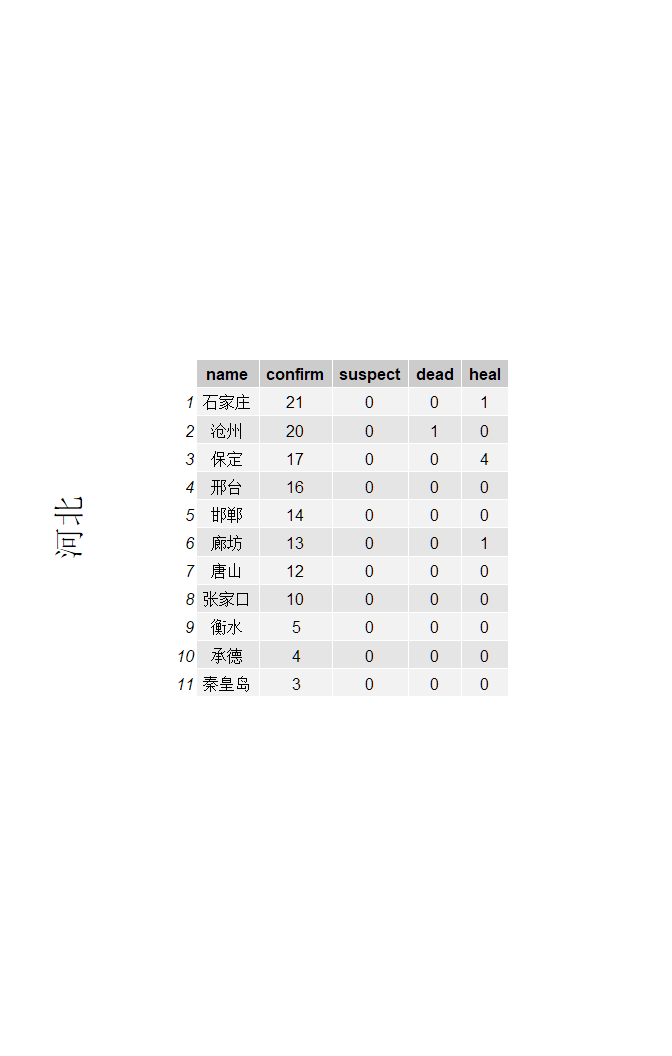 河北
name confirm suspect dead heal
1 石家庄 21 0 0 1
2 沧州 20 0 1 0
3 保定 17 0 0 4
4 邢台 16 0 0 0
5 邯郸 14 0 0 0
6 廊坊 13 0 0 1
7 唐山 12 0 0 0
8 张家口 10 0 0 0
9 衡水 5 0 0 0
10 承德 4 0 0 0
11 秦皇岛 3 0 0 0